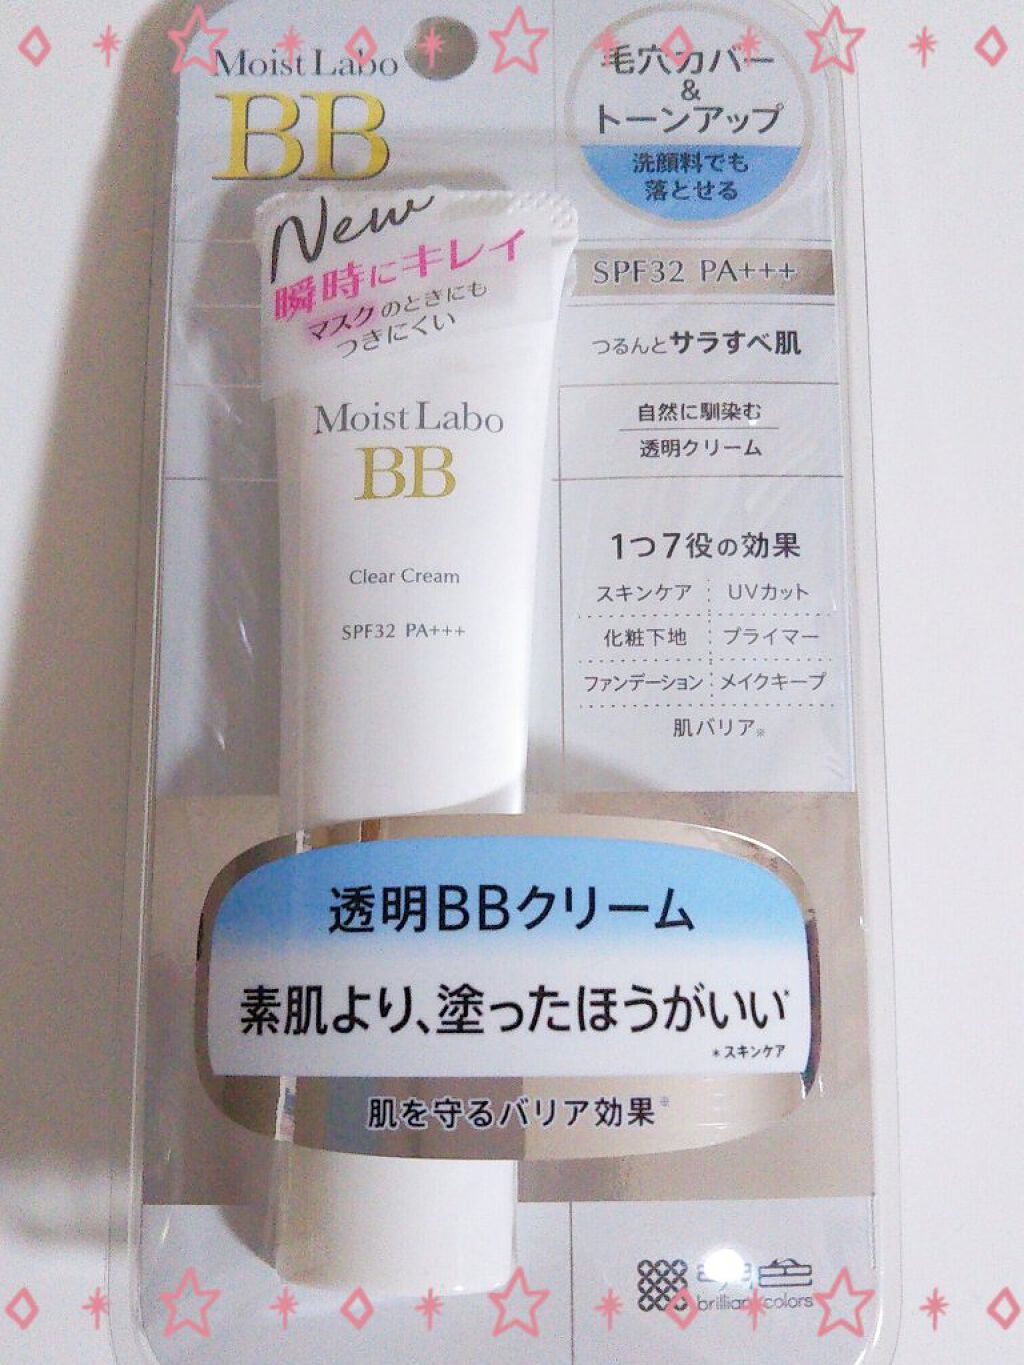 Moist Labo
BB
毛穴カバー
&
トーンアップ
洗顔料でも
落とせる
New
瞬時にキレイ
マスクのときにも
つきにくい
SPF32 PA+++
つるんとサラすべ肌
自然に馴染む
透明クリーム
Moist Labo
BB
Clear Cream
SPF32 PA+++
1つ7役の効果
スキンケア UVカット
化粧下地 プライマー
ファンデーション メイクキープ
肌バリア※
透明BBクリーム
素肌より、塗ったほうがいい*
*スキンケア
肌を守るバリア効果※
色
colors